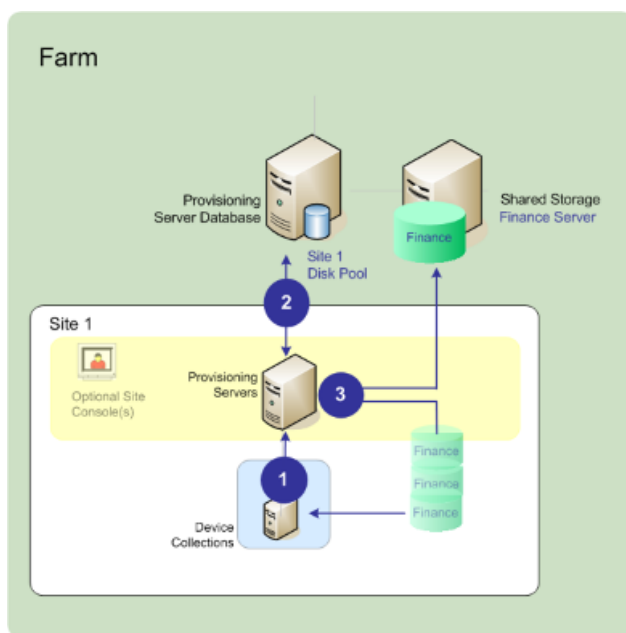 Farm
Provisioning
Server Database
Shared Storage
Finance Server
Finance
Site 1
Disk Pool
2
Site 1
Optional Site
Console(s)
Provisioning
Servers
3
Finance
Finance
Finance
1
Device
Collections